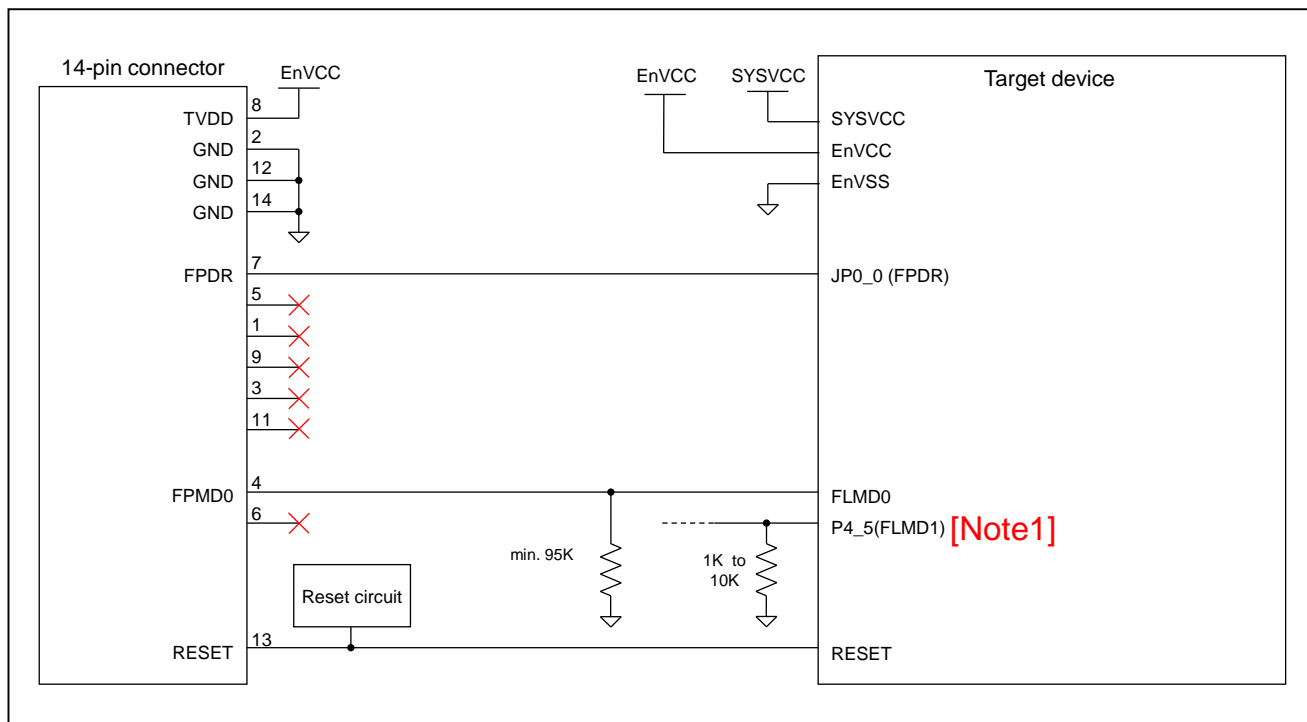 14-pin connector
EnVCC
EnVCC
SYSVCC
Target device
TVDD
8
GND
2
GND
12
GND
14
SYSVCC
EnVCC
EnVSS
FPDR
7
JP0_0 (FPDR)
5
1
9
3
11
FPMD0
4
FLMD0
6
P4_5(FLMD1) [Note1]
min. 95K
1K to
10K
Reset circuit
RESET
13
RESET